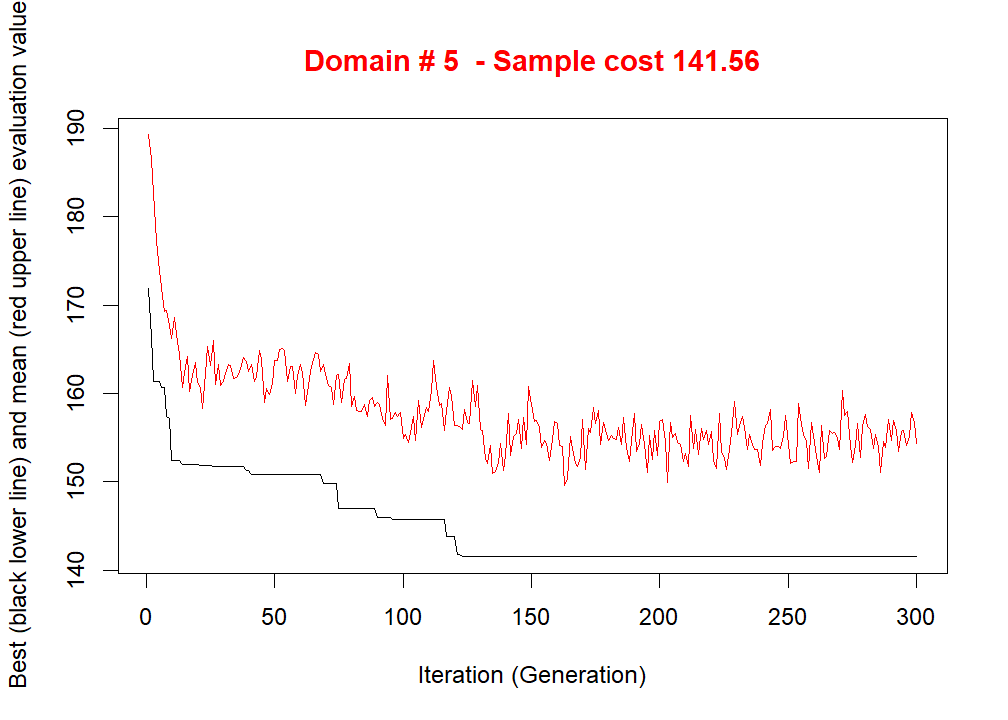 Domain # 5  - Sample cost 141.56
Best (black lower line) and mean (red upper line) evaluation value
190
180
170
160
150
140
0 50 100 150 200 250 300
Iteration (Generation)